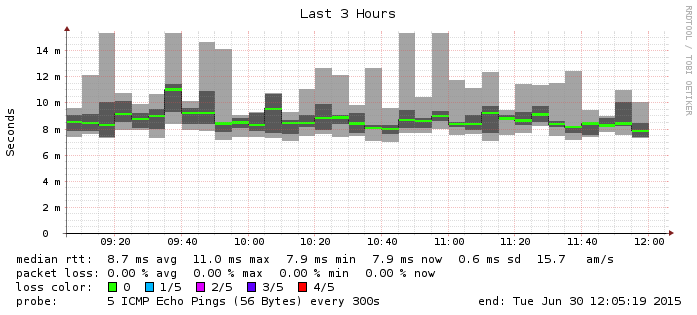 Last 3 Hours
RRDTOOL / TOBI OETIKER
Seconds
14 m
12 m
10 m
8 m
6 m
4 m
2 m
0
09:20 09:40 10:00 10:20 10:40 11:00 11:20 11:40 12:00
median rtt: 8.7 ms avg 11.0 ms max 7.9 ms min 7.9 ms now 0.6 ms sd 15.7 am/s
packet loss: 0.00 % avg 0.00 % max 0.00 % min 0.00 % now
loss color: 0 1/5 2/5 3/5 4/5
probe: 5 ICMP Echo Pings (56 Bytes) every 300s end: Tue Jun 30 12:05:19 2015